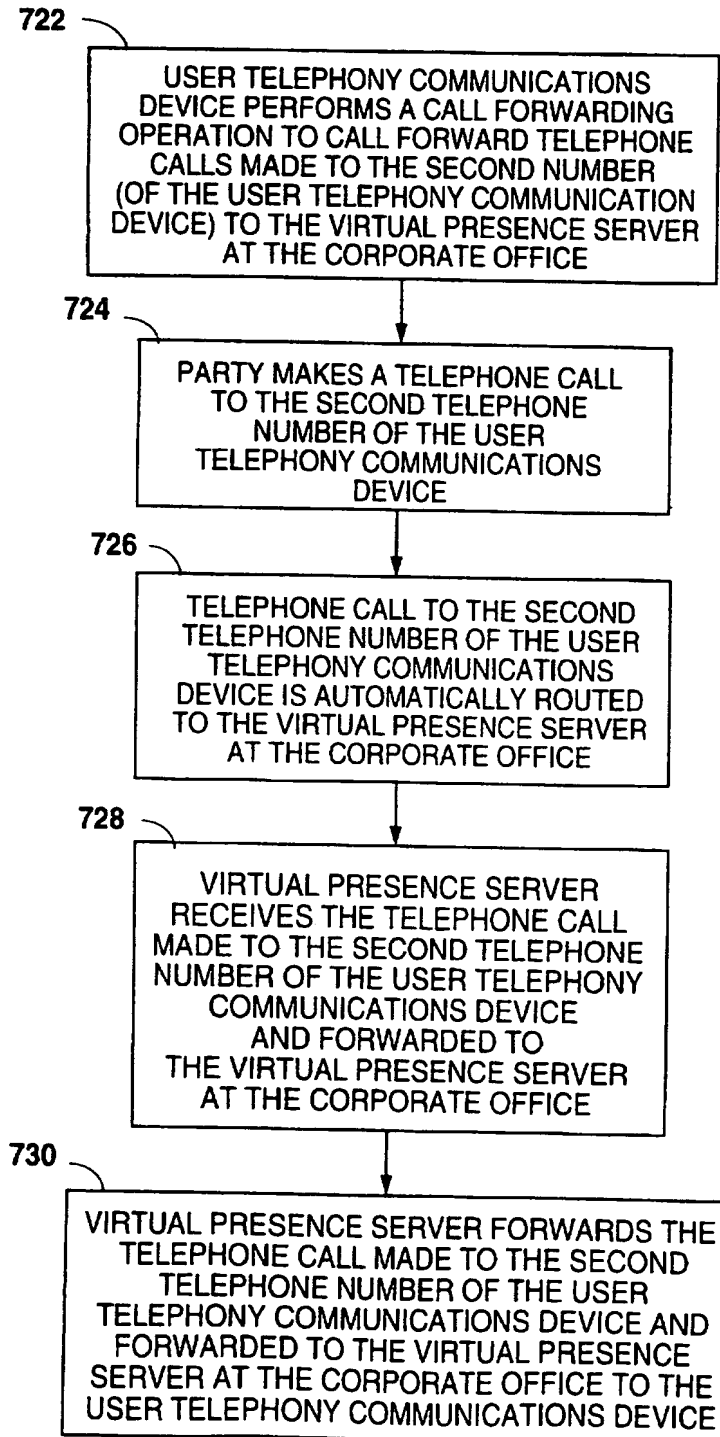 722
USER TELEPHONY COMMUNICATIONS
DEVICE PERFORMS A CALL FORWARDING
OPERATION TO CALL FORWARD TELEPHONE
CALLS MADE TO THE SECOND NUMBER
(OF THE USER TELEPHONY COMMUNICATION
DEVICE) TO THE VIRTUAL PRESENCE SERVER
AT THE CORPORATE OFFICE
724
PARTY MAKES A TELEPHONE CALL
TO THE SECOND TELEPHONE
NUMBER OF THE USER
TELEPHONY COMMUNICATIONS
DEVICE
726
TELEPHONE CALL TO THE SECOND
TELEPHONE NUMBER OF THE USER
TELEPHONY COMMUNICATIONS
DEVICE IS AUTOMATICALLY ROUTED
TO THE VIRTUAL PRESENCE SERVER
AT THE CORPORATE OFFICE
728
VIRTUAL PRESENCE SERVER
RECEIVES THE TELEPHONE CALL
MADE TO THE SECOND TELEPHONE
NUMBER OF THE USER TELEPHONY
COMMUNICATIONS DEVICE
AND FORWARDED TO
THE VIRTUAL PRESENCE SERVER
AT THE CORPORATE OFFICE
730
VIRTUAL PRESENCE SERVER FORWARDS THE
TELEPHONE CALL MADE TO THE SECOND
TELEPHONE NUMBER OF THE USER
TELEPHONY COMMUNICATIONS DEVICE AND
FORWARDED TO THE VIRTUAL PRESENCE
SERVER AT THE CORPORATE OFFICE TO THE
USER TELEPHONY COMMUNICATIONS DEVICE